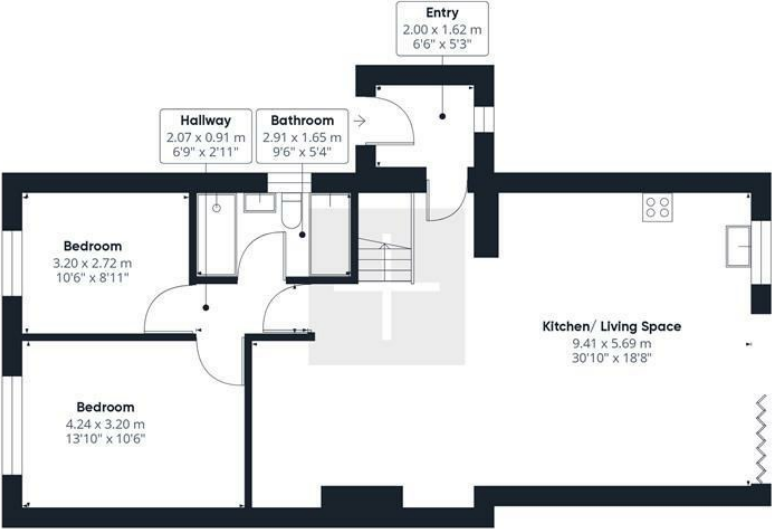 Entry
2.00 x 1.62 m
6'6" x 5'3"
Hallway
2.07 x 0.91 m
6'9" x 2'11"
Bathroom
2.91 x 1.65 m
9'6" x 5'4"
Bedroom
3.20 x 2.72 m
10'6" x 8'11"
Kitchen/ Living Space
9.41 x 5.69 m
30'10" x 18'8"
Bedroom
4.24 x 3.20 m
13'10" x 10'6"